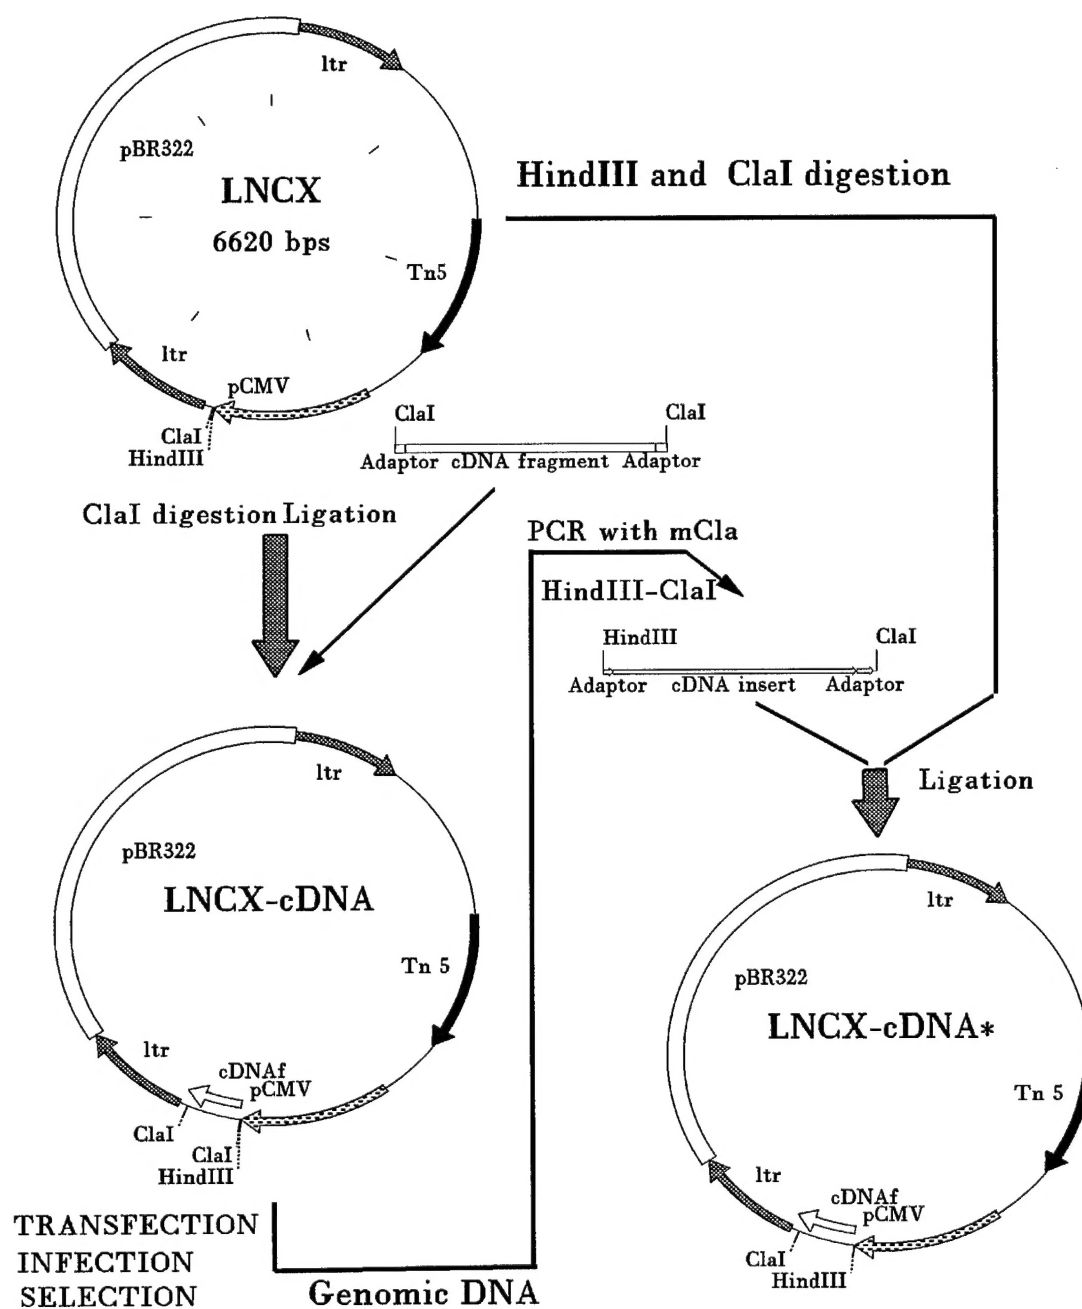 ltr
pBR322
LNCX
6620 bps
Tn5
ltr
pCMV
ClaI
HindIII
HindIII and ClaI digestion
ClaI
ClaI
Adaptor cDNA fragment Adaptor
ClaI digestion Ligation
PCR with mCla
HindIII-ClaI
HindIII
ClaI
Adaptor cDNA insert Adaptor
Ligation
ltr
pBR322
LNCX-cDNA
Tn 5
ltr
cDNAf
pCMV
ClaI
ClaI
HindIII
ltr
pBR322
LNCX-cDNA*
Tn 5
ltr
cDNAf
pCMV
ClaI
HindIII
TRANSFECTION
INFECTION
SELECTION
Genomic DNA